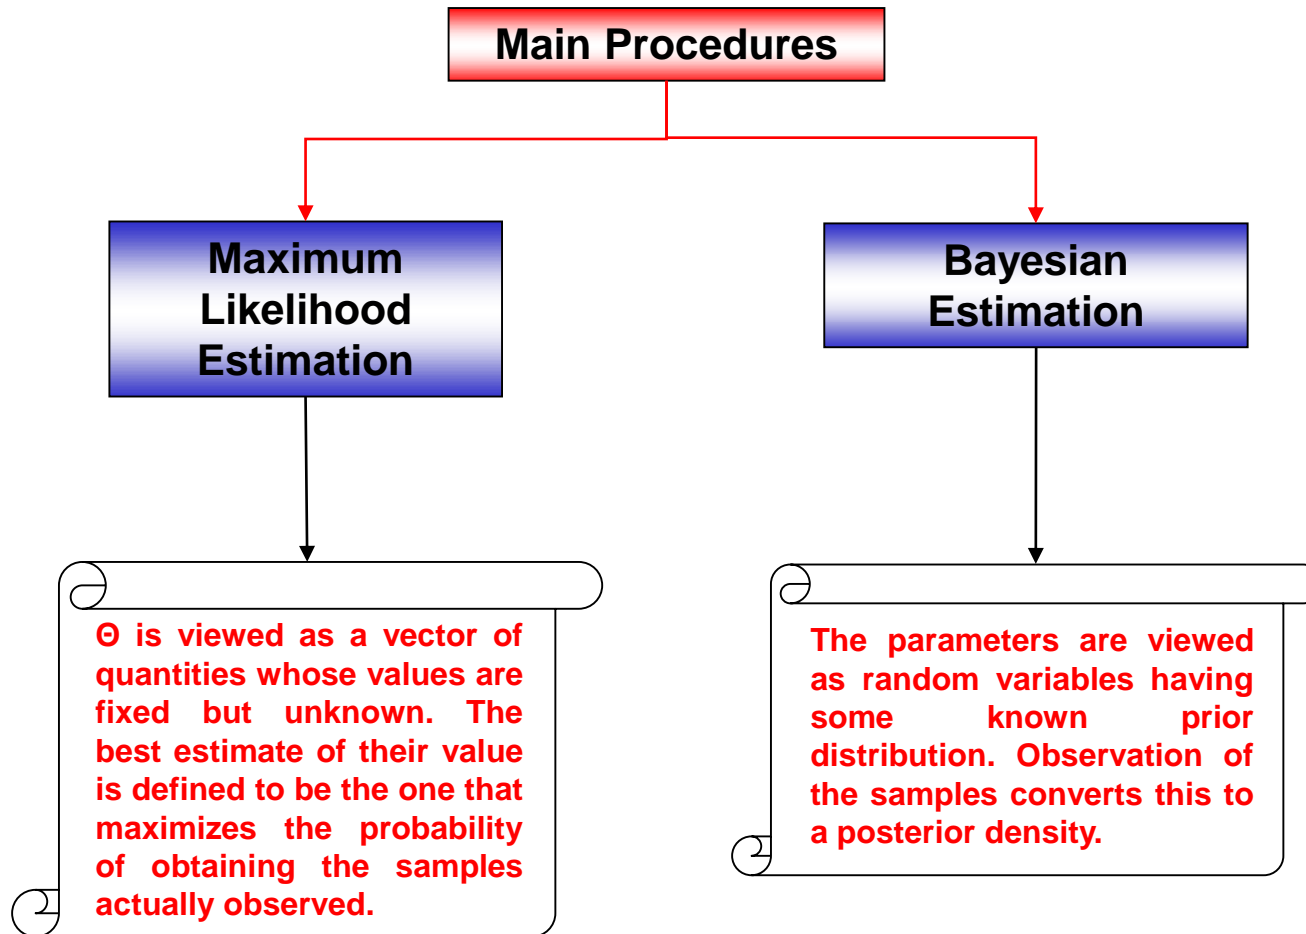 Main Procedures
Maximum
Likelihood
Estimation
Bayesian
Estimation
Θ is viewed as a vector of
quantities whose values are
fixed but unknown. The
best estimate of their value
is defined to be the one that
maximizes the probability
of obtaining the samples
actually observed.
The parameters are viewed
as random variables having
some known prior
distribution. Observation of
the samples converts this to
a posterior density.